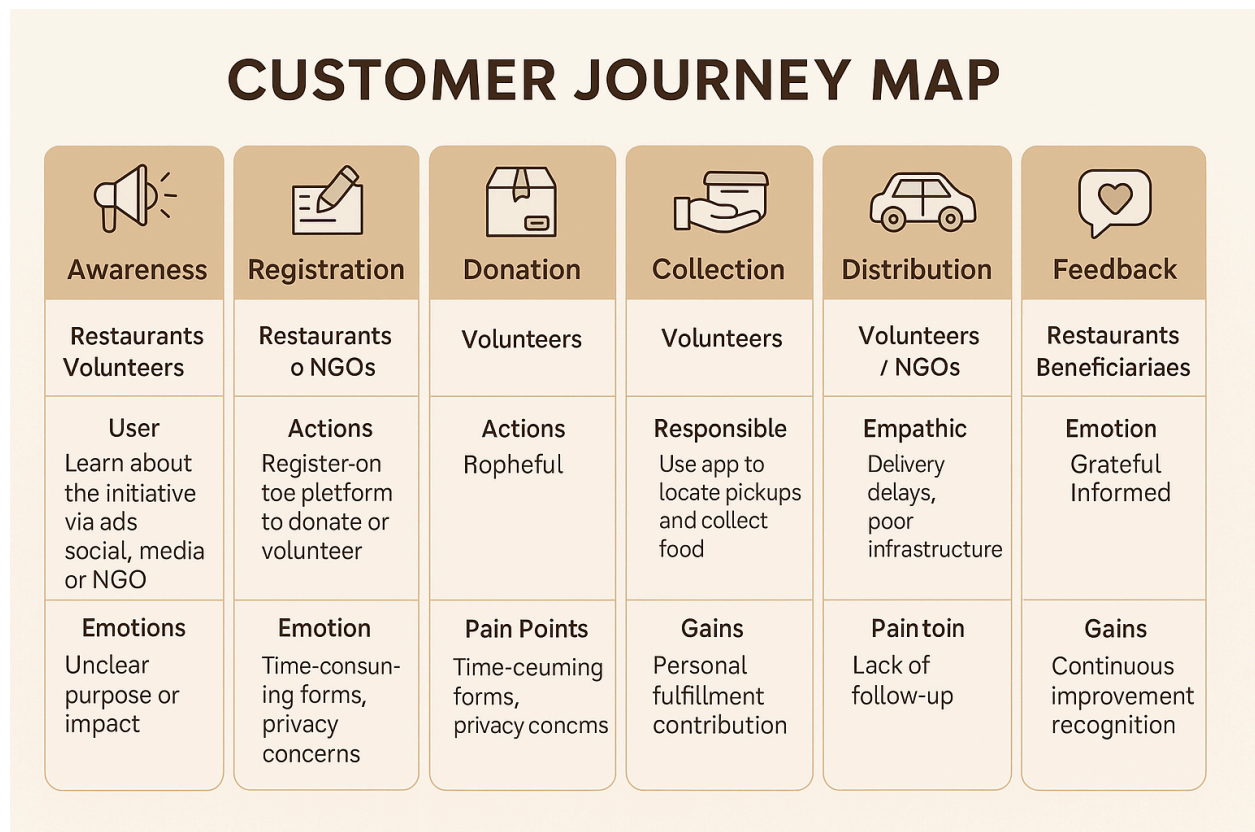 CUSTOMER JOURNEY MAP
Awareness
Restaurants
Volunteers
User
Learn about
the initiative
via ads
social, media
or NGO
Emotions
Unclear
purpose or
impact
Registration
Restaurants
o NGOs
Actions
Register-on
toe pletform
to donate or
volunteer
Emotion
Time-consun-
ing forms,
privacy
concerns
Donation
Volunteers
Actions
Ropheful
Pain Points
Time-ceuming
forms,
privacy concms
Collection
Volunteers
Responsible
Use app to
locate pickups
and collect
food
Gains
Personal
fulfillment
contribution
Distribution
Volunteers
/ NGOs
Empathic
Delivery
delays,
poor
infrastructure
Pain toin
Lack of
follow-up
Feedback
Restaurants
Beneficiariaes
Emotion
Grateful
Informed
Gains
Continuous
improvement
recognition